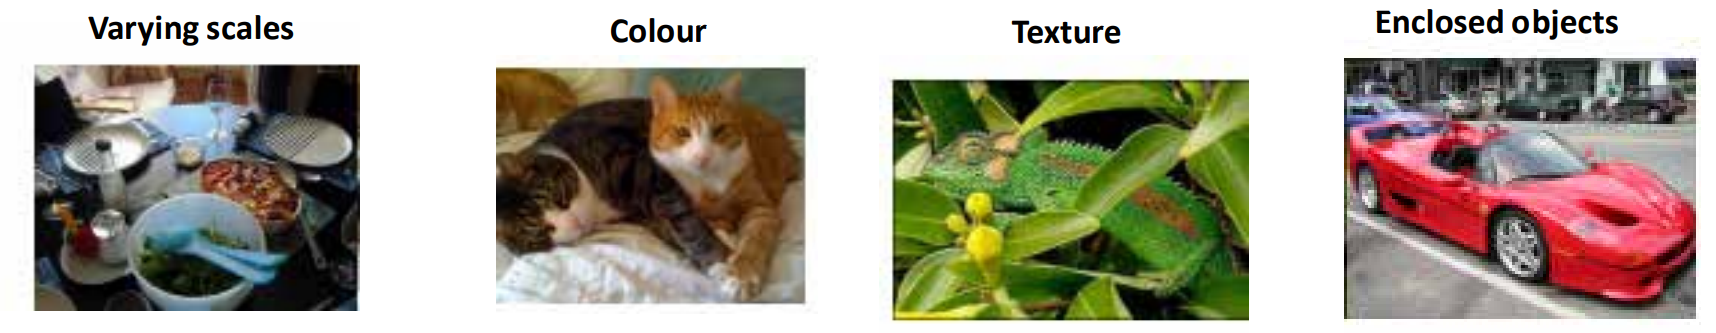 Varying scales
Colour
Texture
Enclosed objects